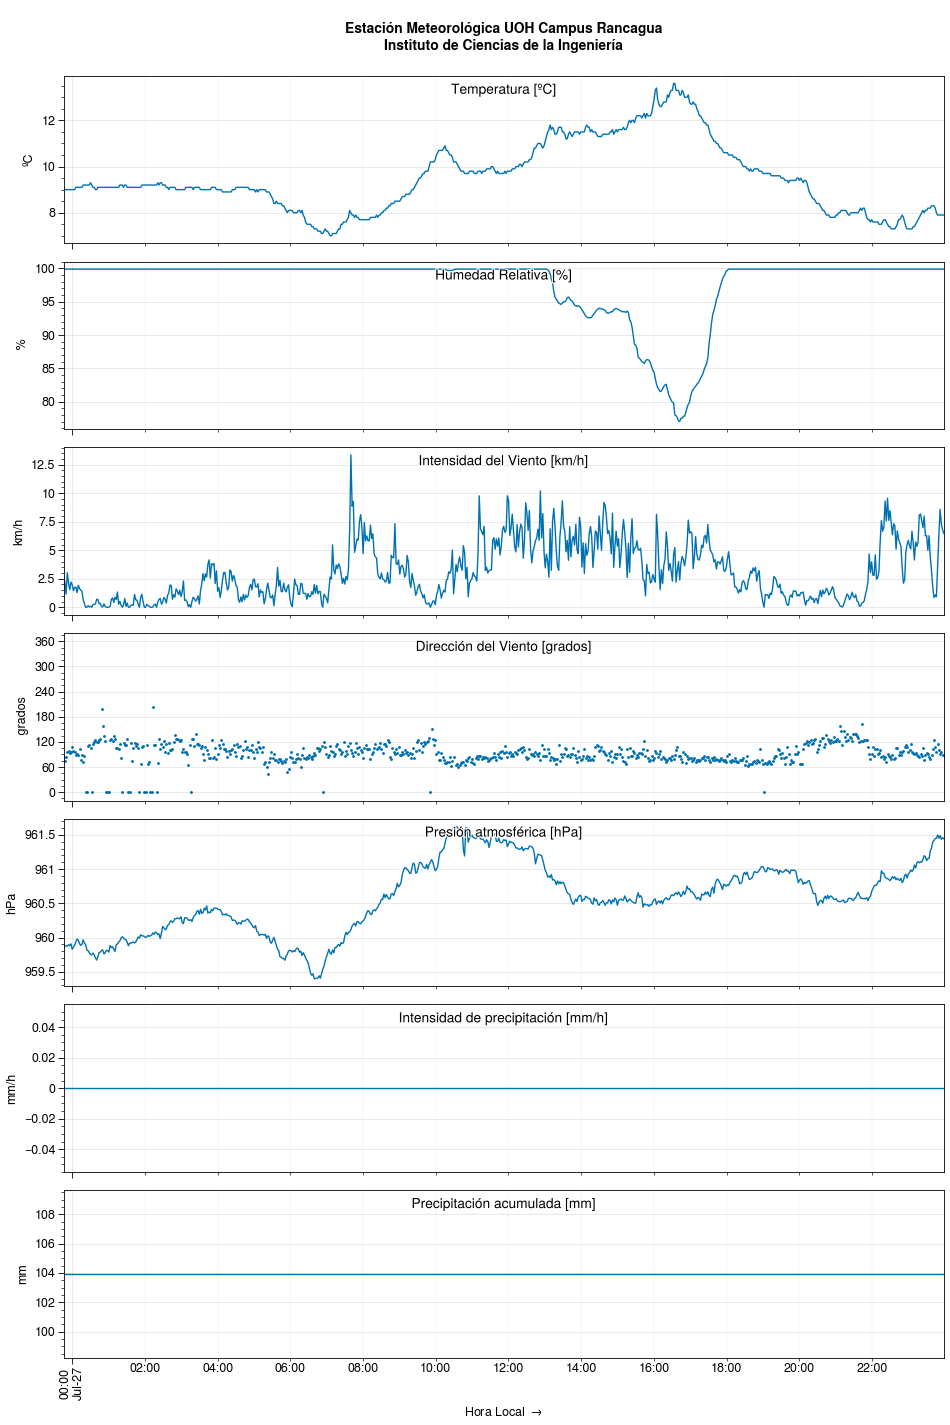 Estación Meteorológica UOH Campus Rancagua
Instituto de Ciencias de la Ingeniería
Temperatura [ºC]
ºC
12
10
8
Humedad Relativa [%]
%
100
95
90
85
80
Intensidad del Viento [km/h]
km/h
12.5
10
7.5
5
2.5
0
Dirección del Viento [grados]
grados
360
300
240
180
120
60
0
Presión atmosférica [hPa]
hPa
961.5
961
960.5
960
959.5
Intensidad de precipitación [mm/h]
mm/h
0.04
0.02
0
−0.02
−0.04
Precipitación acumulada [mm]
mm
108
106
104
102
100
00:00
Jul-27
02:00
04:00
06:00
08:00
10:00
12:00
14:00
16:00
18:00
20:00
22:00
Hora Local →